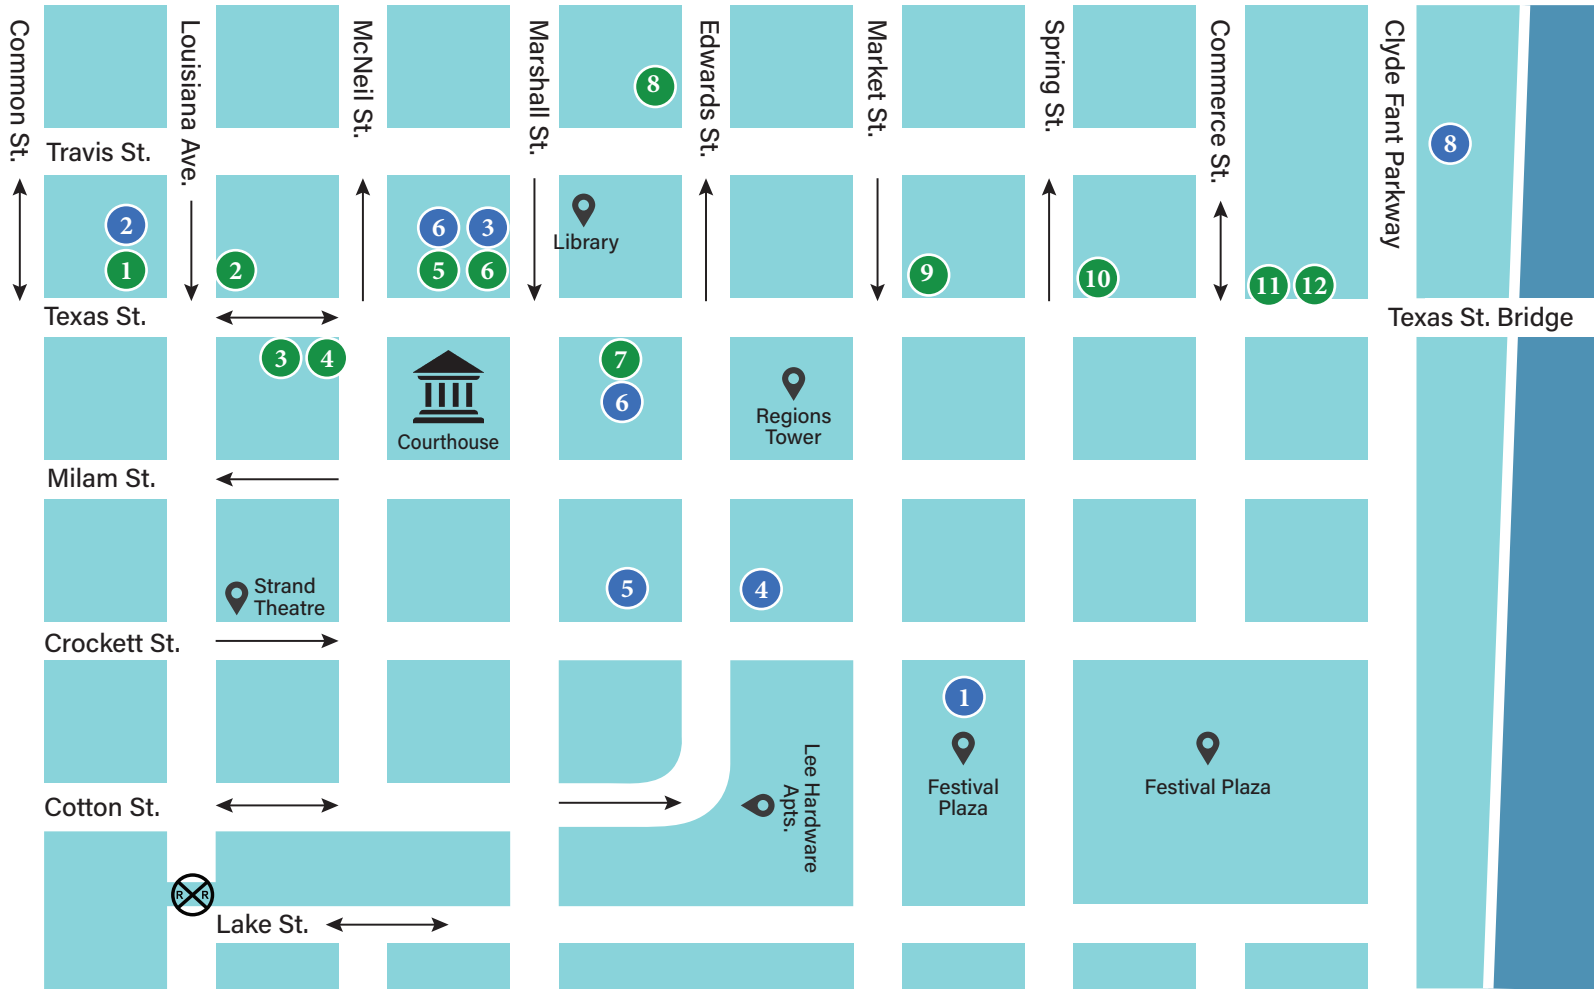 Common St.
Louisiana Ave.
McNeil St.
Marshall St.
Edwards St.
Market St.
Spring St.
Commerce St.
Clyde Fant Parkway
8
8
Travis St.
2
6
3
Library
1
2
5
6
9
10
11
12
Texas St.
Texas St. Bridge
3
4
7
6
Courthouse
Regions
Tower
Milam St.
Strand
Theatre
5
4
Crockett St.
1
Festival
Plaza
Festival Plaza
Lee Hardware
Apts.
Cotton St.
R R
Lake St.